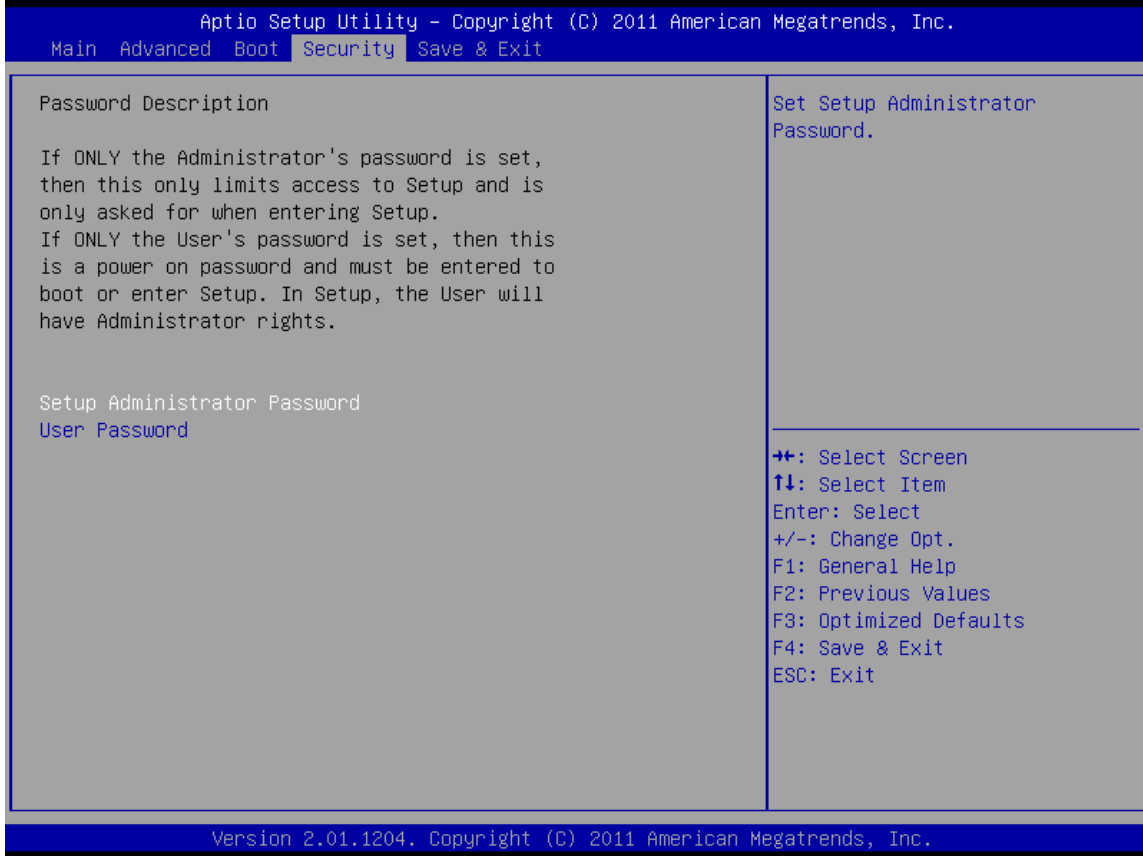 Aptio Setup Utility – Copyright (C) 2011 American Megatrends, Inc.
Main Advanced Boot Security Save & Exit
Password Description
If ONLY the Administrator's password is set,
then this only limits access to Setup and is
only asked for when entering Setup.
If ONLY the User's password is set, then this
is a power on password and must be entered to
boot or enter Setup. In Setup, the User will
have Administrator rights.
Setup Administrator Password
User Password
Set Setup Administrator
Password.
→←: Select Screen
↑↓: Select Item
Enter: Select
+/-: Change Opt.
F1: General Help
F2: Previous Values
F3: Optimized Defaults
F4: Save & Exit
ESC: Exit
Version 2.01.1204. Copyright (C) 2011 American Megatrends, Inc.